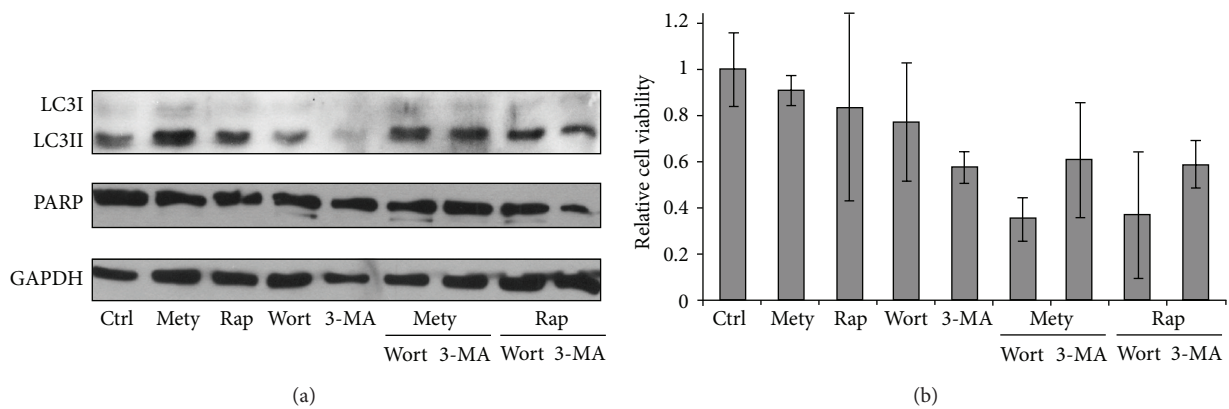 LC3I
LC3II
PARP
GAPDH
Ctrl Mety Rap Wort 3-MA Mety Rap
Wort 3-MA Wort 3-MA
(a)
Relative cell viability
1.2
1
0.8
0.6
0.4
0.2
0
Ctrl Mety Rap Wort 3-MA Mety Rap
Wort 3-MA Wort 3-MA
(b)